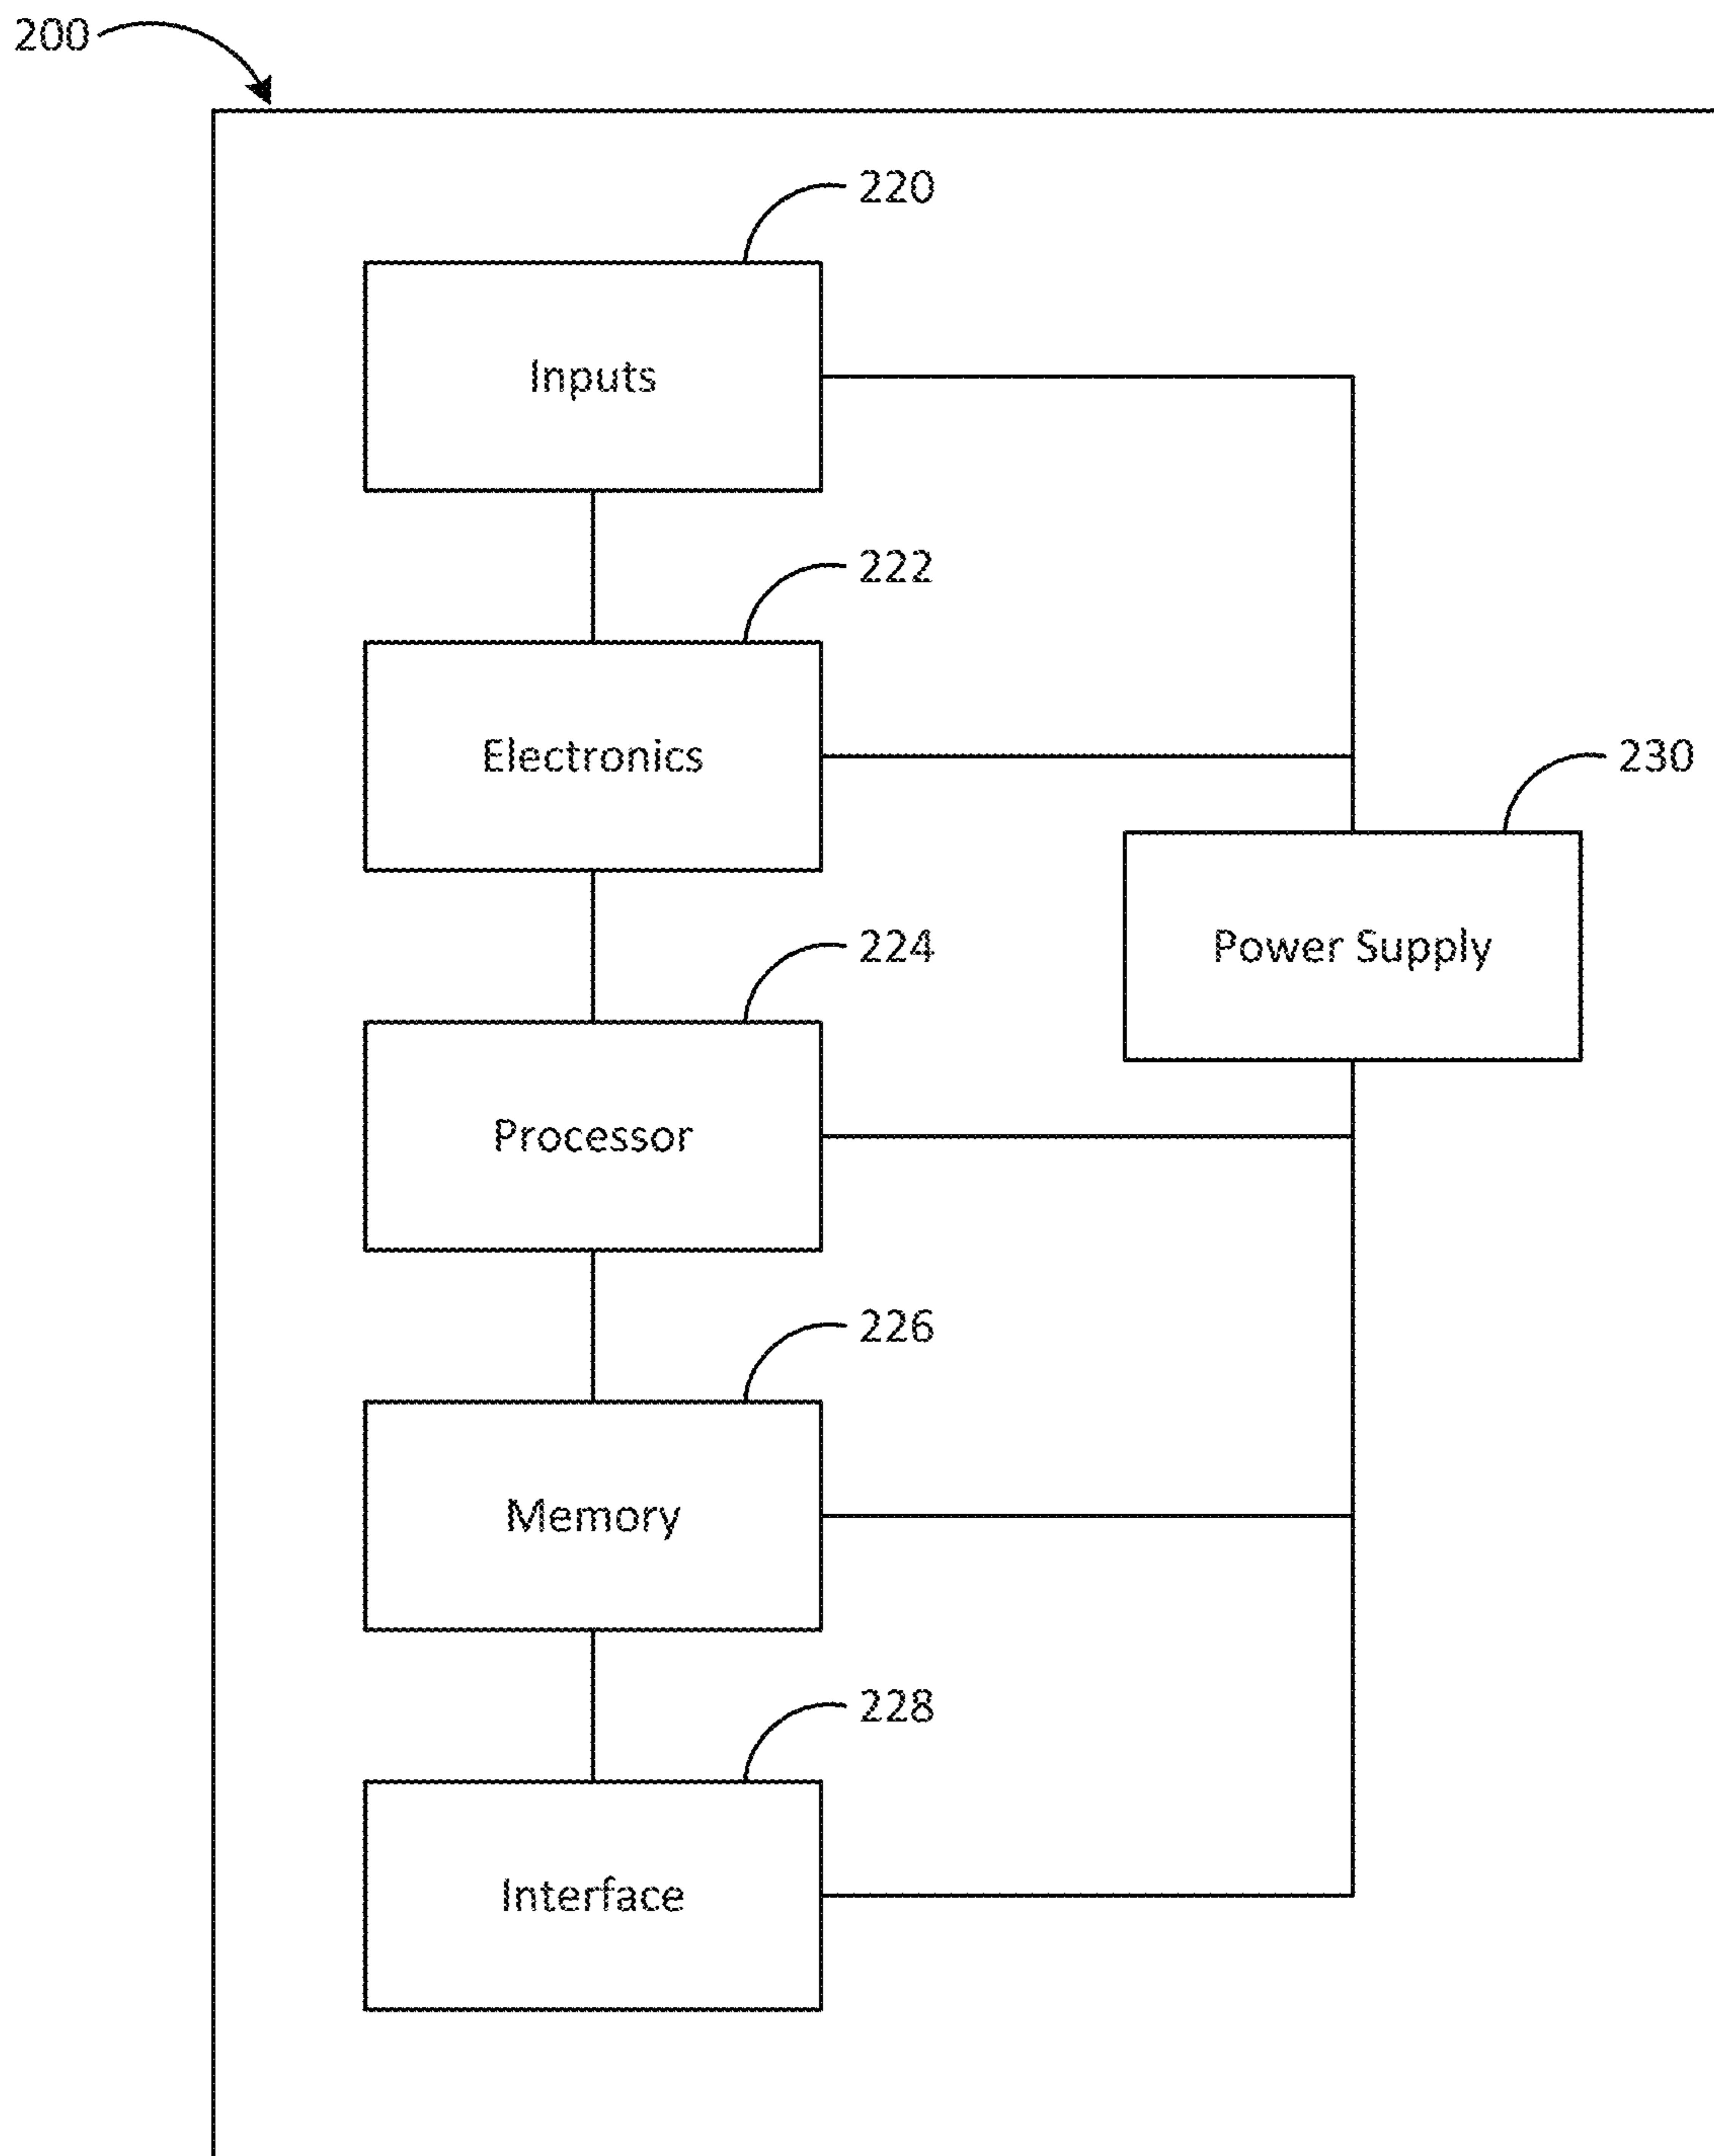 200
220
Inputs
222
Electronics
230
224
Power Supply
Processor
226
Memory
228
Interface